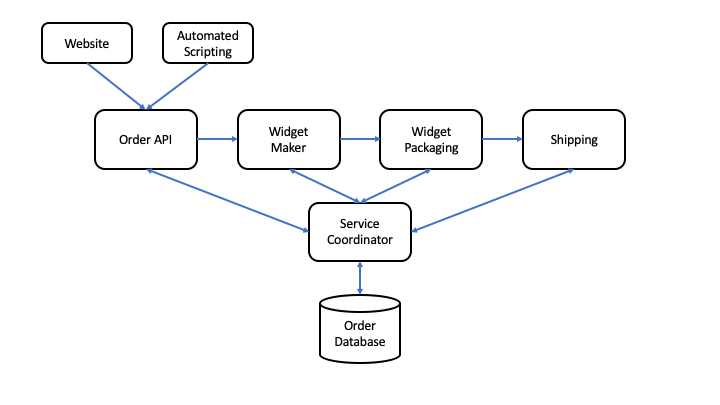 Website
Automated
Scripting
Order API
Widget
Maker
Widget
Packaging
Shipping
Service
Coordinator
Order
Database